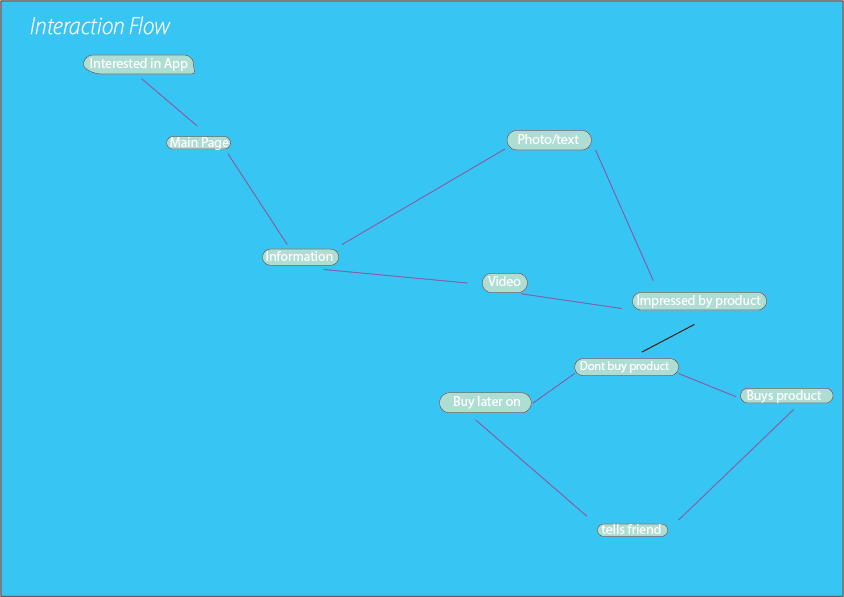 Interaction Flow
Interested in App
Main Page
Photo/text
Information
Video
Impressed by product
Dont buy product
Buys product
Buy later on
tells friend